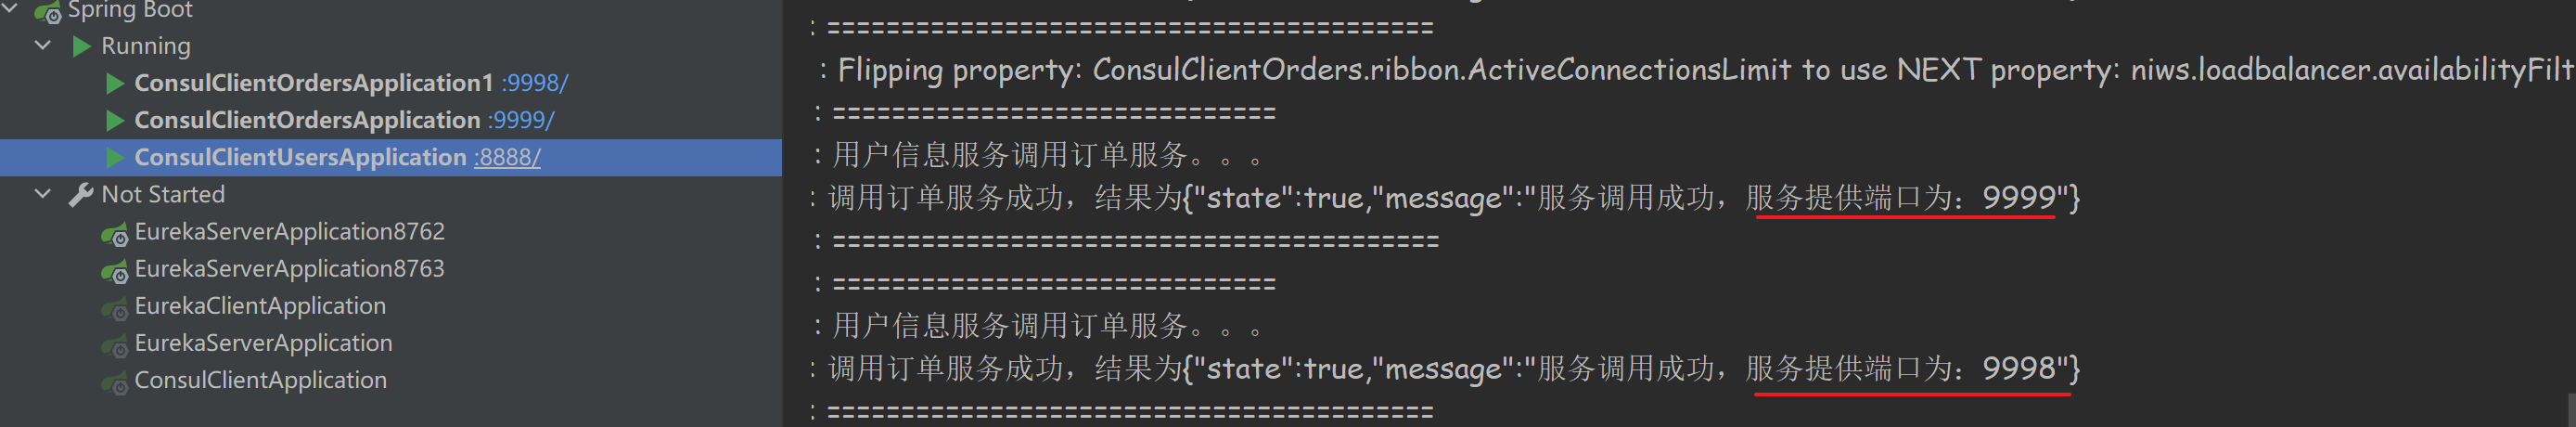 Spring Boot
Running
ConsulClientOrdersApplication1 :9998/
ConsulClientOrdersApplication :9999/
ConsulClientUsersApplication :8888/
Not Started
EurekaServerApplication8762
EurekaServerApplication8763
EurekaClientApplication
EurekaServerApplication
ConsulClientApplication
: =========================================
: Flipping property: ConsulClientOrders.ribbon.ActiveConnectionsLimit to use NEXT property: niws.loadbalancer.availabilityFilt
: ==============================
: 用户信息服务调用订单服务。。。
: 调用订单服务成功，结果为{"state":true,"message":"服务调用成功，服务提供端口为：9999"}
: =========================================
: ==============================
: 用户信息服务调用订单服务。。。
: 调用订单服务成功，结果为{"state":true,"message":"服务调用成功，服务提供端口为：9998"}
: =========================================